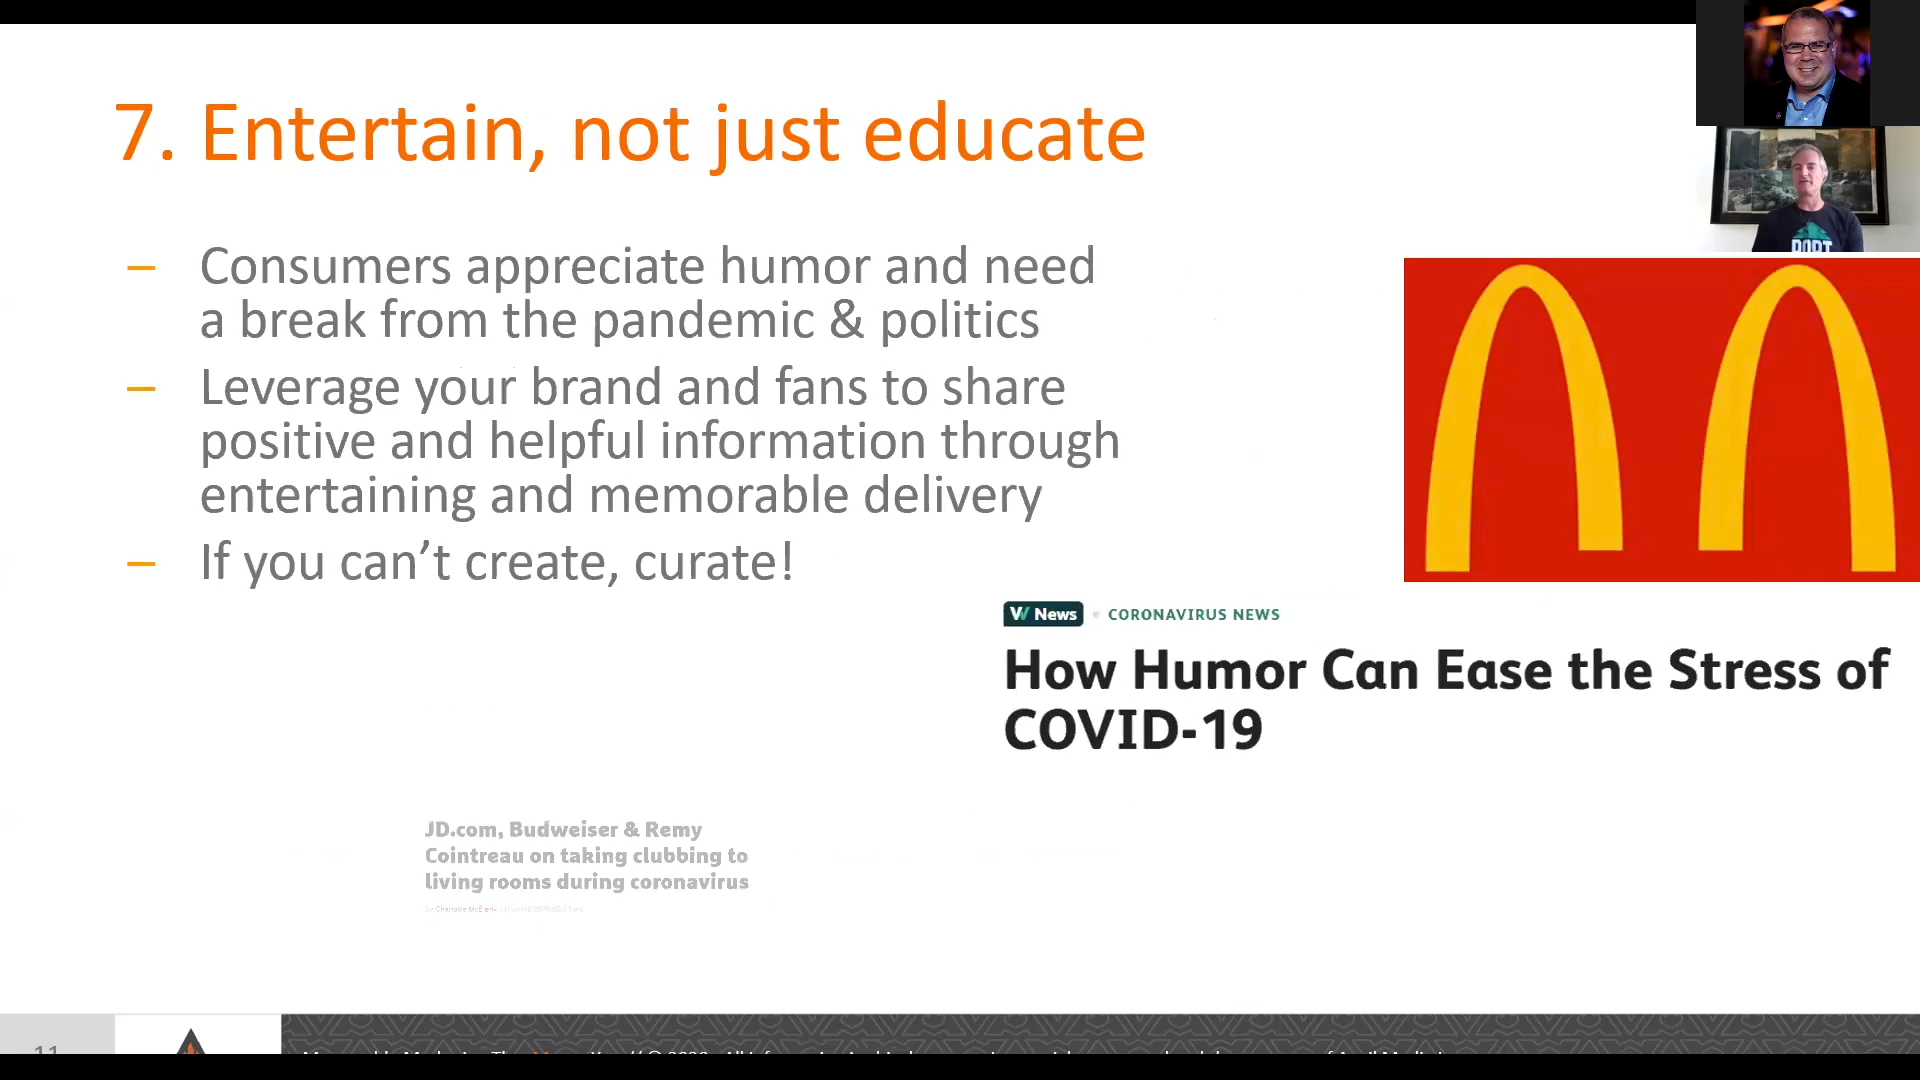 7. Entertain, not just educate
– Consumers appreciate humor and need
a break from the pandemic & politics
– Leverage your brand and fans to share
positive and helpful information through
entertaining and memorable delivery
– If you can’t create, curate!
PORT
W News • CORONAVIRUS NEWS
How Humor Can Ease the Stress of
COVID-19
JD.com, Budweiser & Remy
Cointreau on taking clubbing to
living rooms during coronavirus
11